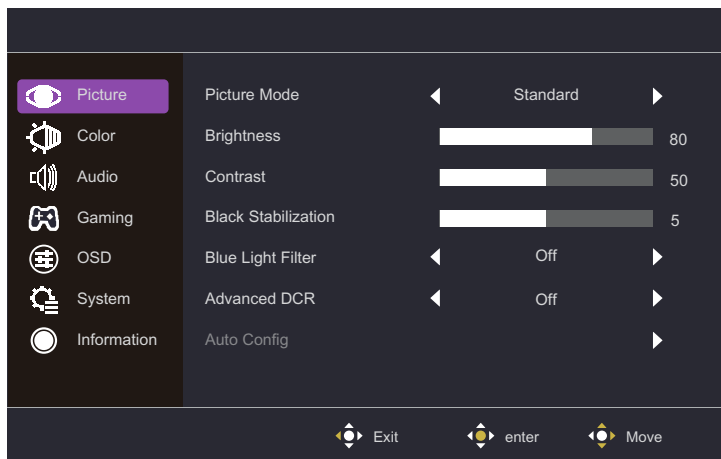 Picture
Picture Mode
Standard
Color
Brightness
80
Audio
Contrast
50
Gaming
Black Stabilization
5
OSD
Blue Light Filter
Off
System
Advanced DCR
Off
Information
Auto Config
Exit
enter
Move